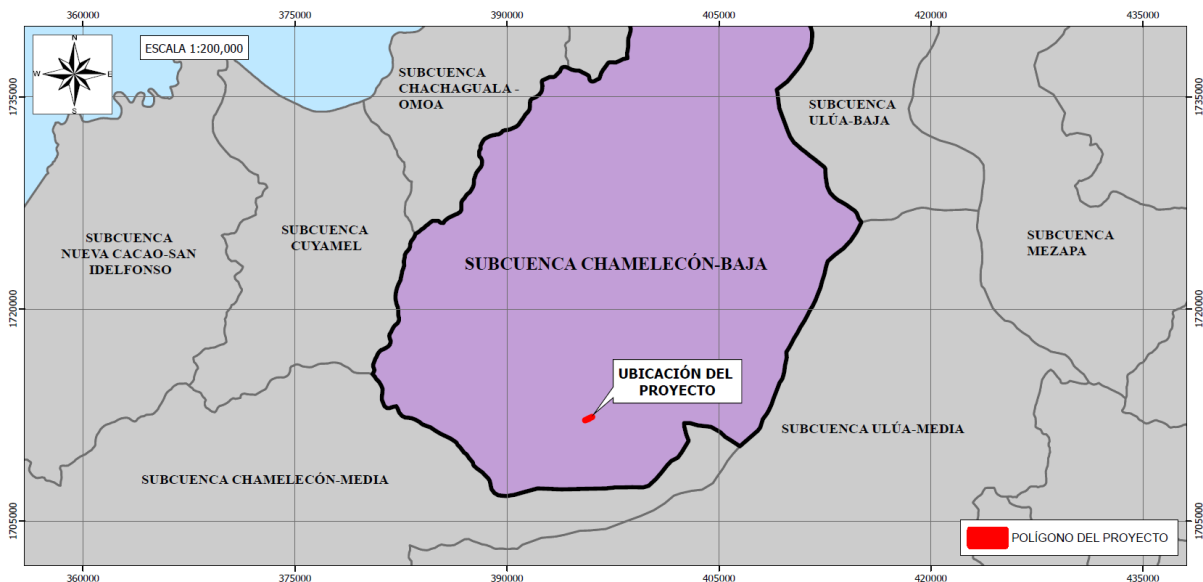 360000
375000
390000
405000
420000
435000
N
W
E
S
ESCALA 1:200,000
SUBCUENCA
CHACHAGUALA -
OMOA
1735000
1735000
SUBCUENCA
ULÚA-BAJA
SUBCUENCA
NUEVA CACAO-SAN
IDELFONSO
SUBCUENCA
CUYAMEL
SUBCUENCA
MEZAPA
SUBCUENCA CHAMELECÓN-BAJA
1720000
1720000
UBICACIÓN DEL
PROYECTO
SUBCUENCA ULÚA-MEDIA
SUBCUENCA CHAMELECÓN-MEDIA
1705000
1705000
POLÍGONO DEL PROYECTO
360000
375000
390000
405000
420000
435000